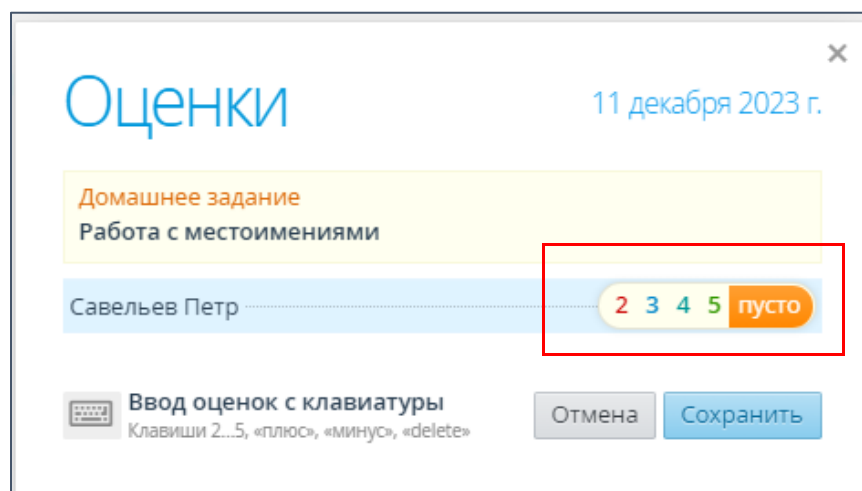 Оценки
11 декабря 2023 г.
Домашнее задание
Работа с местоимениями
Савельев Петр 2 3 4 5 пусто
Ввод оценок с клавиатуры
Клавиши 2...5, «плюс», «минус», «delete»
Отмена Сохранить